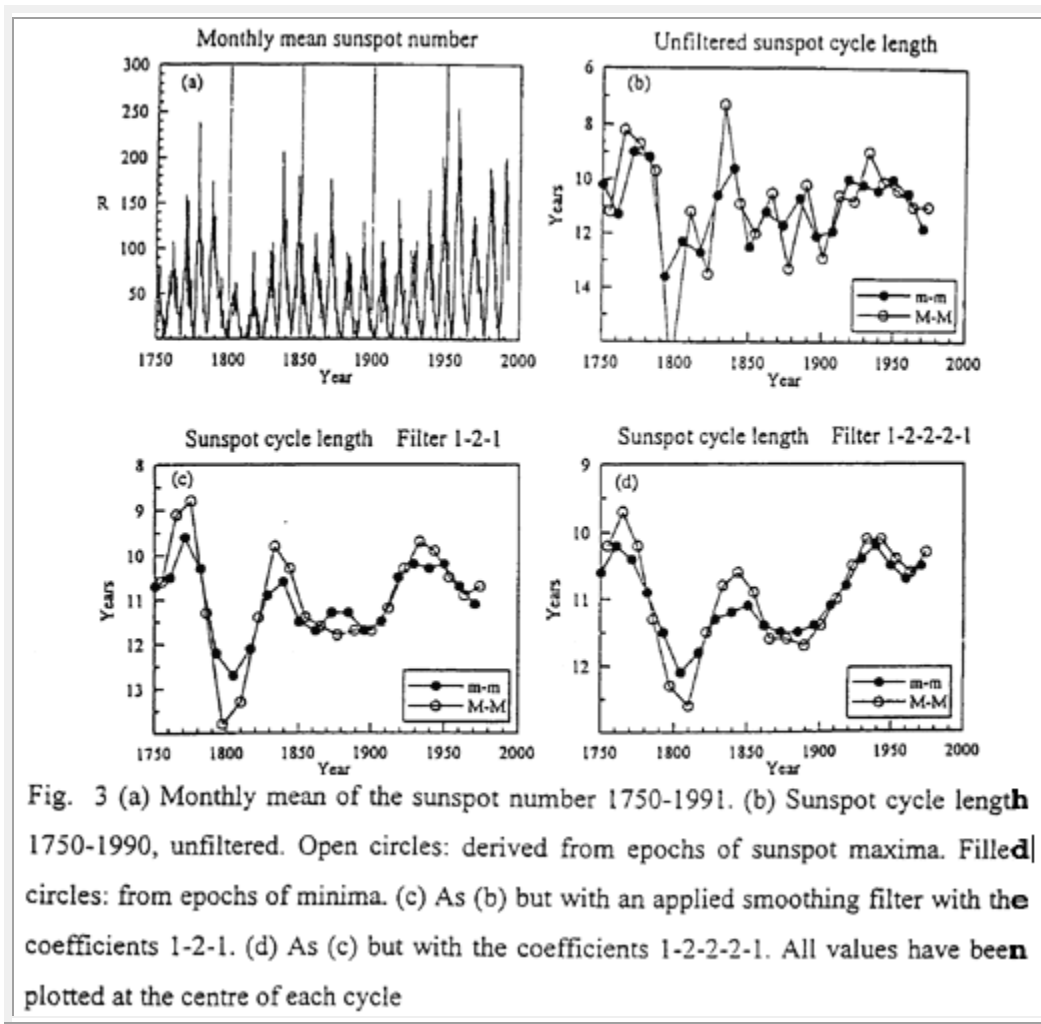 Monthly mean sunspot number
300
250
200
150
100
50
R
(a)
1750 1800 1850 1900 1950 2000
Year
Unfiltered sunspot cycle length
6
8
10
12
14
Years
(b)
m-m
M-M
1750 1800 1850 1900 1950 2000
Year
Sunspot cycle length Filter 1-2-1
8
9
10
11
12
13
Years
(c)
m-m
M-M
1750 1800 1850 1900 1950 2000
Year
Sunspot cycle length Filter 1-2-2-2-1
9
10
11
12
Years
(d)
m-m
M-M
1750 1800 1850 1900 1950 2000
Year
Fig. 3 (a) Monthly mean of the sunspot number 1750-1991. (b) Sunspot cycle length
1750-1990, unfiltered. Open circles: derived from epochs of sunspot maxima. Filled
circles: from epochs of minima. (c) As (b) but with an applied smoothing filter with the
coefficients 1-2-1. (d) As (c) but with the coefficients 1-2-2-2-1. All values have been
plotted at the centre of each cycle